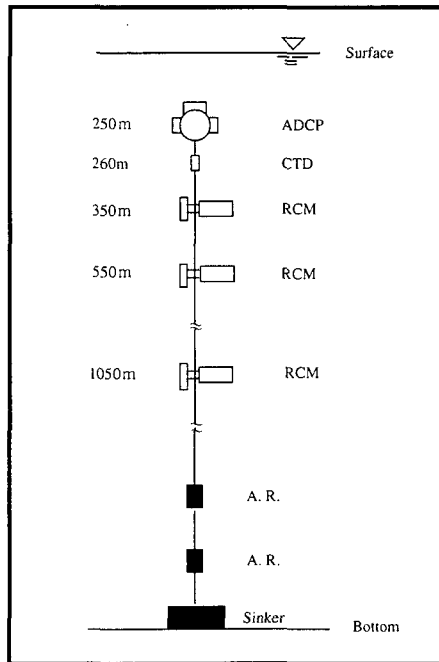 Surface
250m ADCP
260m CTD
350m RCM
550m RCM
1050m RCM
A. R.
A. R.
Sinker
Bottom